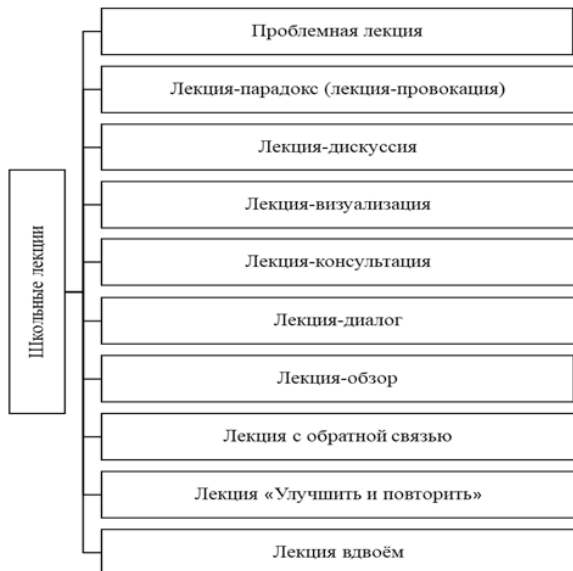 Школьные лекции
Проблемная лекция
Лекция-парадокс (лекция-провокация)
Лекция-дискуссия
Лекция-визуализация
Лекция-консультация
Лекция-диалог
Лекция-обзор
Лекция с обратной связью
Лекция «Улучшить и повторить»
Лекция вдвоём